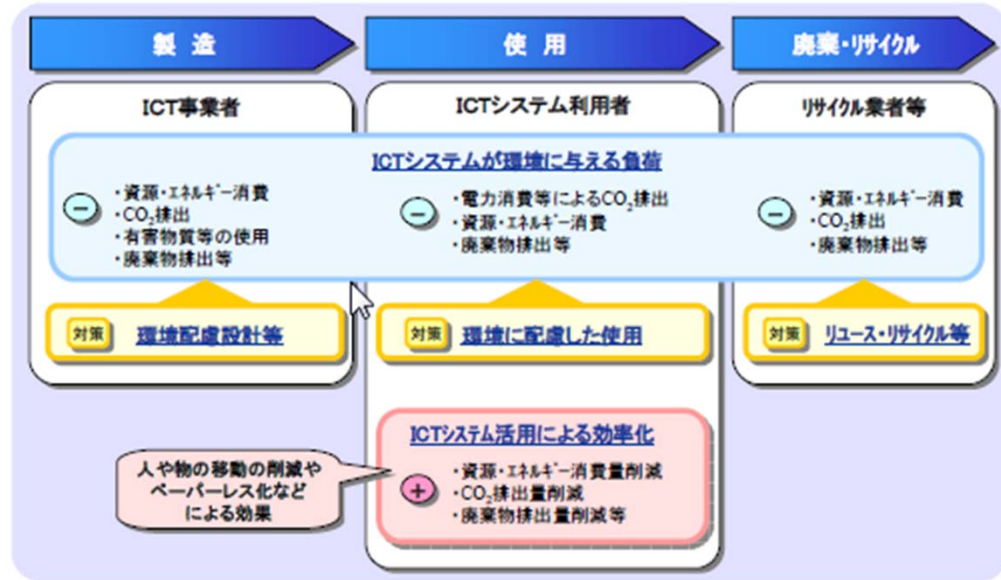 製 造
使 用
廃棄・リサイクル
ICT事業者
ICTシステム利用者
リサイクル業者等
ICTシステムが環境に与える負荷
−
・資源・エネルギー消費
・CO₂排出
・有害物質等の使用
・廃棄物排出等
−
・電力消費等によるCO₂排出
・資源・エネルギー消費
・廃棄物排出等
−
・資源・エネルギー消費
・CO₂排出
・廃棄物排出等
対策 環境配慮設計等
対策 環境に配慮した使用
対策 リユース・リサイクル等
ICTシステム活用による効率化
人や物の移動の削減や
ペーパーレス化など
による効果
+
・資源・エネルギー消費量削減
・CO₂排出量削減
・廃棄物排出量削減等